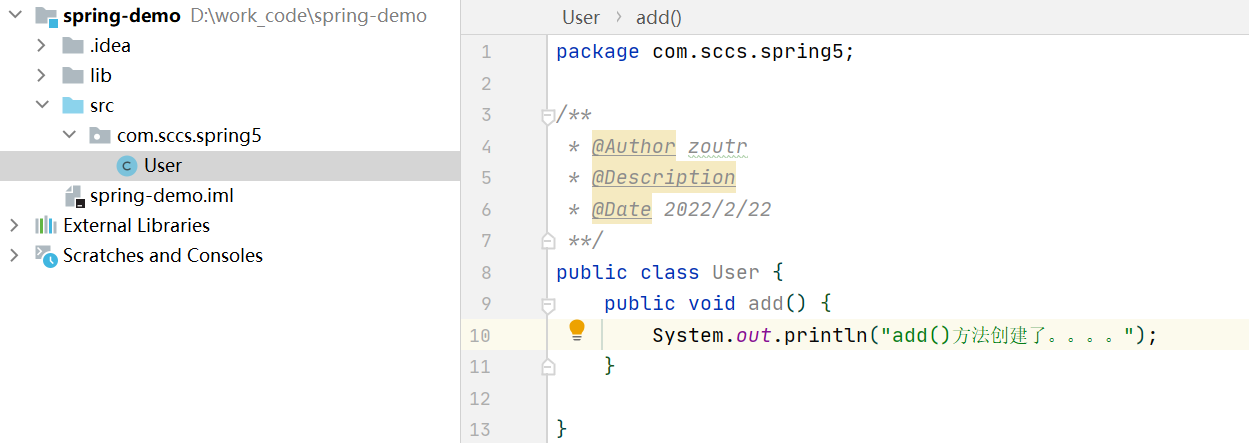 spring-demo D:\work_code\spring-demo
.idea
lib
src
com.sccs.spring5
User
spring-demo.iml
External Libraries
Scratches and Consoles
User > add()
1 package com.sccs.spring5;
2
3 /**
4 * @Author zoutr
5 * @Description
6 * @Date 2022/2/22
7 **/
8 public class User {
9 public void add() {
10 System.out.println("add()方法创建了。。。。");
11 }
12
13 }